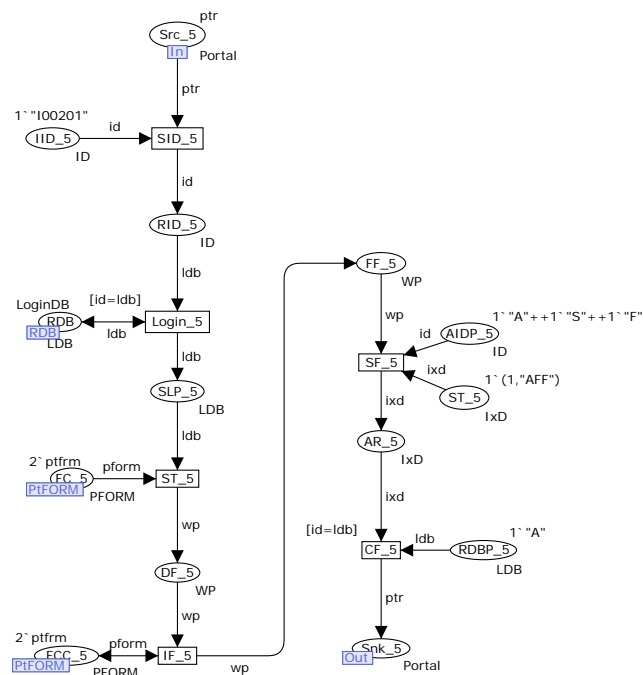 ptr
Src_5
In
Portal
ptr
1`"I00201"
id
IID_5
SID_5
ID
id
RID_5
ID
ldb
LoginDB
[id=ldb]
RDB
Login_5
RDB
ldb
LDB
ldb
SLP_5
LDB
ldb
2`ptfrm
pform
FC_5
ST_5
PtFORM
PFORM
wp
DF_5
WP
wp
2`ptfrm
pform
FCC_5
IF_5
PtFORM
PFORM
wp
FF_5
WP
wp
1`"A"++1`"S"++1`"F"
id
AIDP_5
ID
SF_5
ixd
1`(1,"AFF")
ST_5
IxD
ixd
AR_5
IxD
ixd
[id=ldb]
1`"A"
ldb
CF_5
RDBP_5
LDB
ptr
Snk_5
Out
Portal